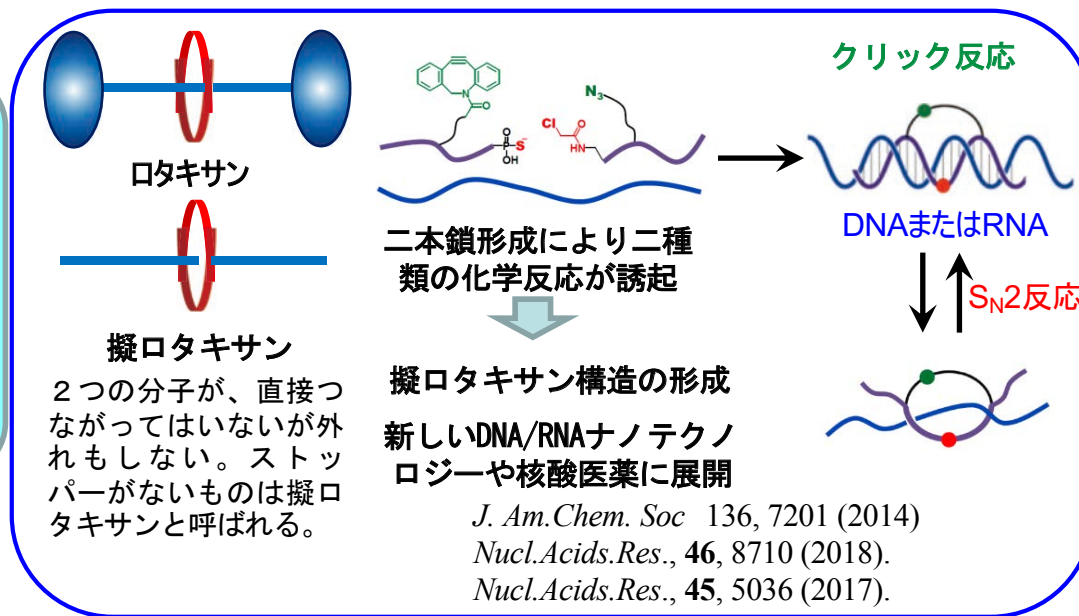 ロタキサン
擬ロタキサン
２つの分子が、直接つ
ながってはいないが外
れもしない。ストッ
パーがないものは擬ロ
タキサンと呼ばれる。
N
O
O
P
S⁻
OH
N₃
Cl
O
NH
二本鎖形成により二種
類の化学反応が誘起
擬ロタキサン構造の形成
新しいDNA/RNAナノテクノ
ロジーや核酸医薬に展開
クリック反応
DNAまたはRNA
SN2反応
J. Am.Chem. Soc 136, 7201 (2014)
Nucl.Acids.Res., 46, 8710 (2018).
Nucl.Acids.Res., 45, 5036 (2017).